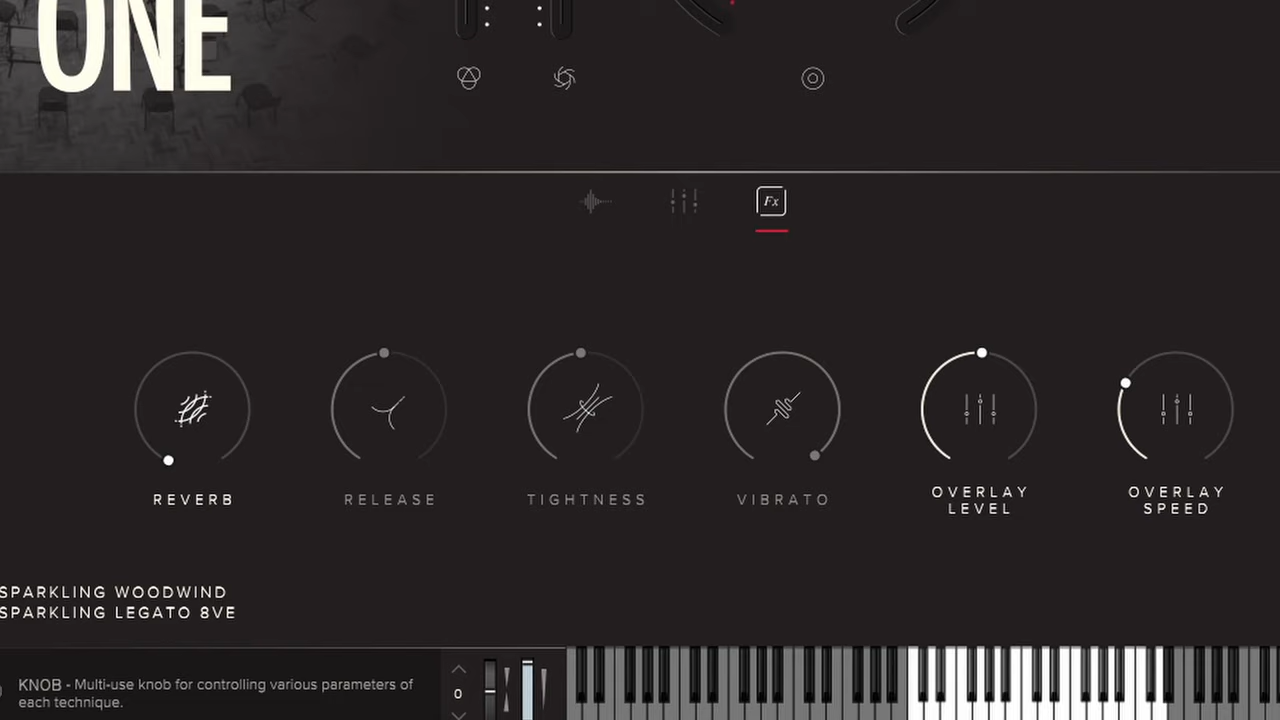 ONE
Fx
REVERB
RELEASE
TIGHTNESS
VIBRATO
OVERLAY
LEVEL
OVERLAY
SPEED
SPARKLING WOODWIND
SPARKLING LEGATO 8VE
KNOB - Multi-use knob for controlling various parameters of
each technique.
0